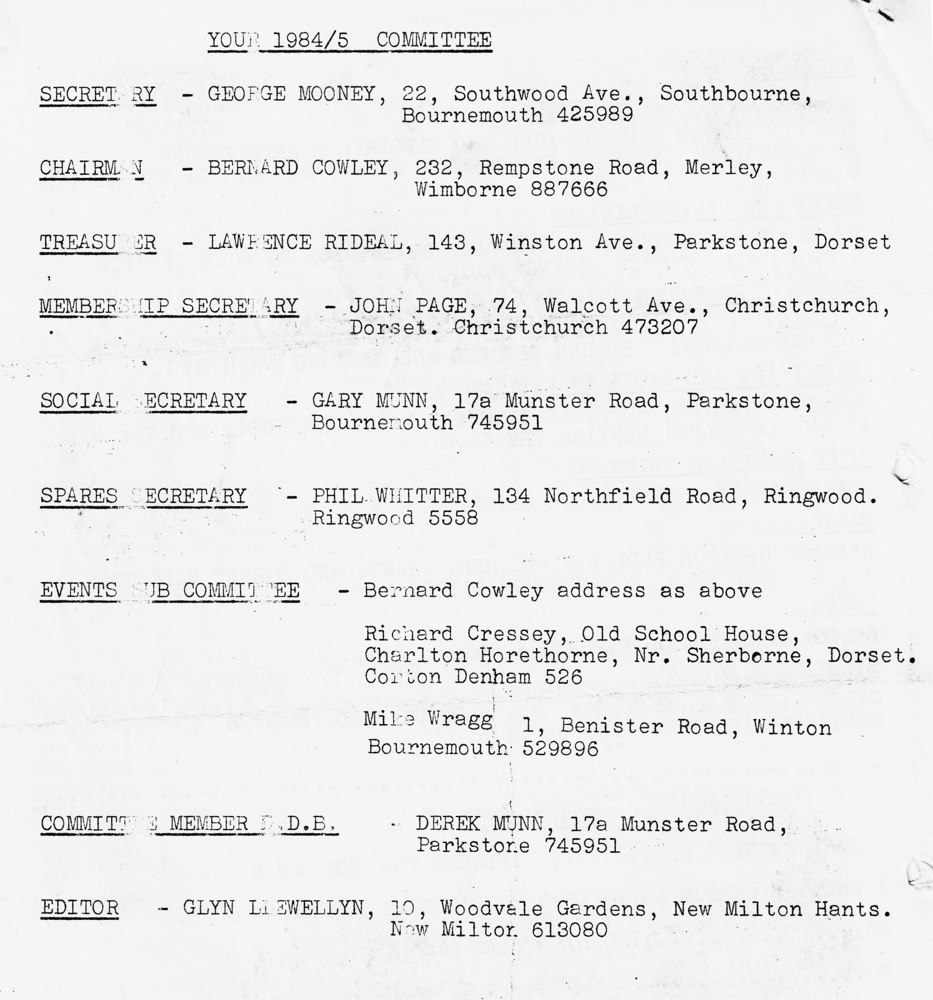 YOUR 1984/5 COMMITTEE
SECRETARY - GEORGE MOONEY, 22, Southwood Ave., Southbourne,
Bournemouth 425989
CHAIRMAN - BERNARD COWLEY, 232, Rempstone Road, Merley,
Wimborne 887666
TREASURER - LAWRENCE RIDEAL, 143, Winston Ave., Parkstone, Dorset
MEMBERSHIP SECRETARY - JOHN PAGE, 74, Walcott Ave., Christchurch,
Dorset. Christchurch 473207
SOCIAL SECRETARY - GARY MUNN, 17a Munster Road, Parkstone,
Bournemouth 745951
SPARES SECRETARY - PHIL WHITTER, 134 Northfield Road, Ringwood.
Ringwood 5558
EVENTS SUB COMMITTEE - Bernard Cowley address as above
Richard Cressey, Old School House,
Charlton Horethorne, Nr. Sherborne, Dorset.
Corton Denham 526
Mike Wragg 1, Benister Road, Winton
Bournemouth 529896
COMMITTEE MEMBER - DEREK MUNN, 17a Munster Road,
Parkstone 745951
EDITOR - GLYN LLEWELLYN, 10, Woodvale Gardens, New Milton Hants.
New Milton 613080